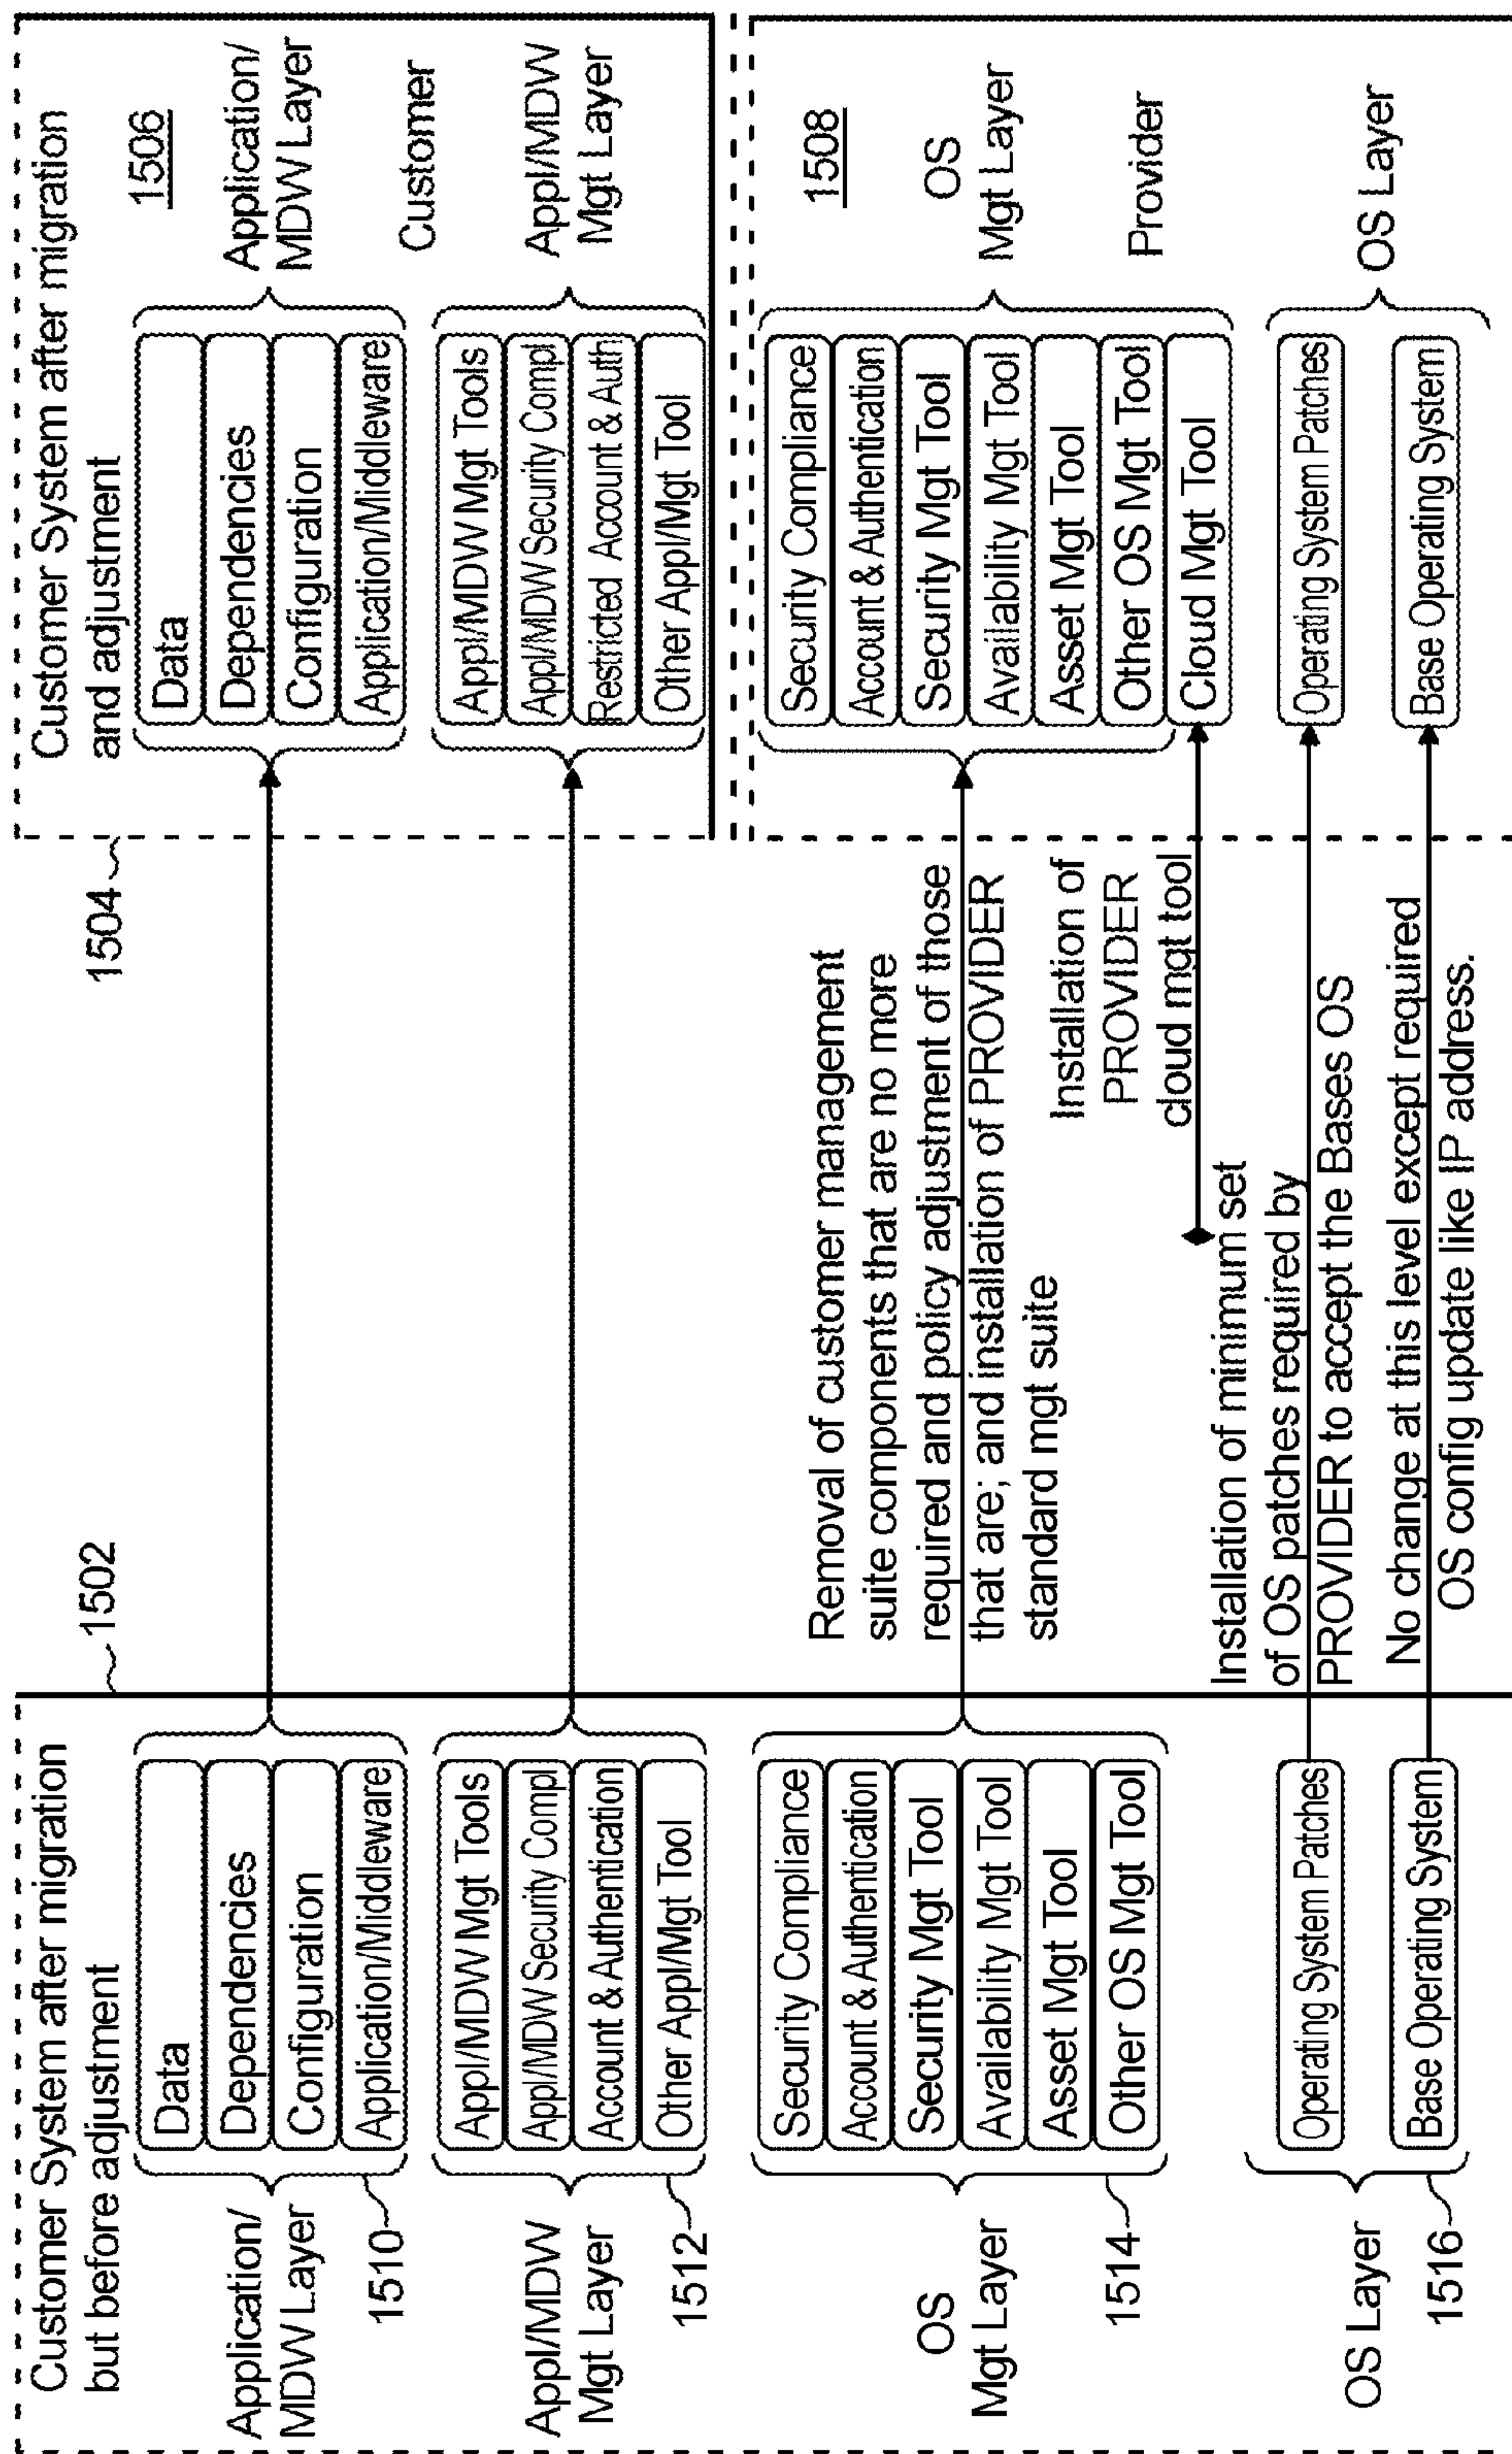 Customer System after migration
but before adjustment
Application/
MDW Layer
1510
Data
Dependencies
Configuration
Application/Middleware
Appl/MDW
Mgt Layer
1512
Appl/MDW Mgt Tools
Appl/MDW Security Compl
Account & Authentication
Other Appl/Mgt Tool
OS
Mgt Layer
1514
Security Compliance
Account & Authentication
Security Mgt Tool
Availability Mgt Tool
Asset Mgt Tool
Other OS Mgt Tool
OS Layer
1516
Operating System Patches
Base Operating System
1502
Removal of customer management
suite components that are no more
required and policy adjustment of those
that are; and installation of PROVIDER
standard mgt suite
Installation of
PROVIDER
cloud mgt tool
Installation of minimum set
of OS patches required by
PROVIDER to accept the Bases OS
No change at this level except required
OS config update like IP address.
1504
Customer System after migration
and adjustment
1506
Data
Dependencies
Configuration
Application/Middleware
Application/
MDW Layer
Customer
Appl/MDW Mgt Tools
Appl/MDW Security Compl
Restricted Account & Auth
Other Appl/Mgt Tool
Appl/MDW
Mgt Layer
1508
Security Compliance
Account & Authentication
Security Mgt Tool
Availability Mgt Tool
Asset Mgt Tool
Other OS Mgt Tool
Cloud Mgt Tool
OS
Mgt Layer
Provider
Operating System Patches
Base Operating System
OS Layer